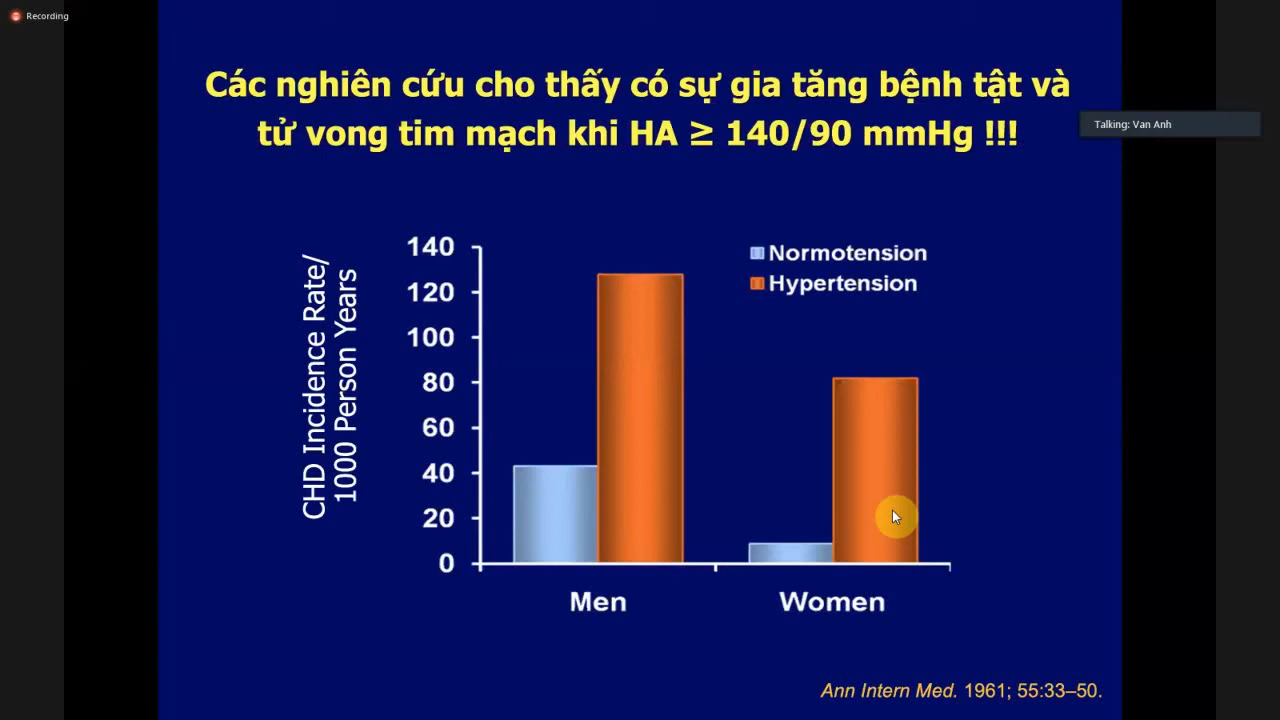 Recording
Các nghiên cứu cho thấy có sự gia tăng bệnh tật và
tử vong tim mạch khi HA ≥ 140/90 mmHg !!!
Talking: Van Anh
CHD Incidence Rate/
1000 Person Years
140
120
100
80
60
40
20
0
Normotension
Hypertension
Men
Women
Ann Intern Med. 1961; 55:33–50.